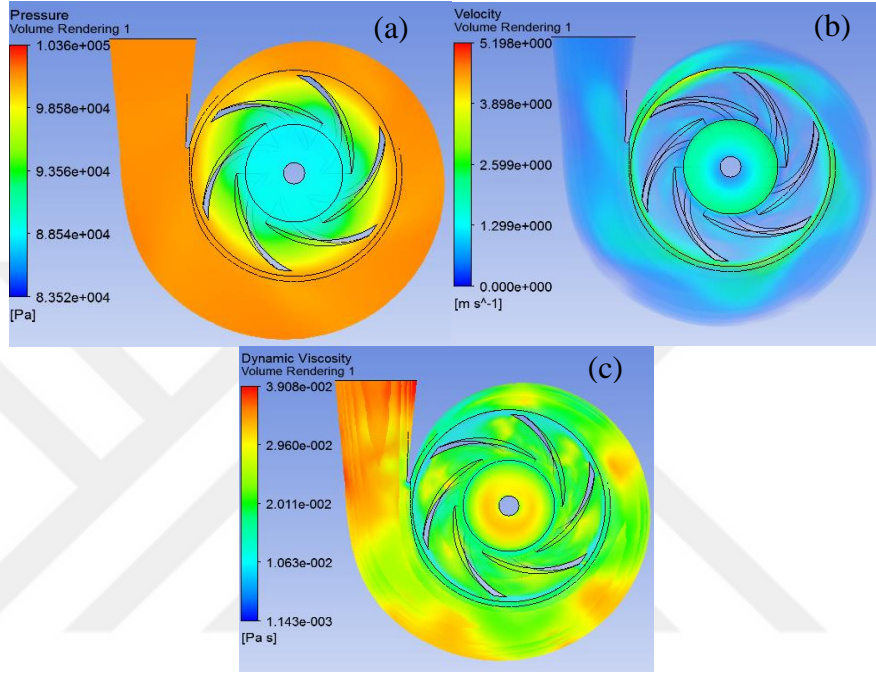 Pressure
Volume Rendering 1
(a)
1.036e+005
9.858e+004
9.356e+004
8.854e+004
8.352e+004
[Pa]
Velocity
Volume Rendering 1
(b)
5.198e+000
3.898e+000
2.599e+000
1.299e+000
0.000e+000
[m s^-1]
Dynamic Viscosity
Volume Rendering 1
(c)
3.908e-002
2.960e-002
2.011e-002
1.063e-002
1.143e-003
[Pa s]